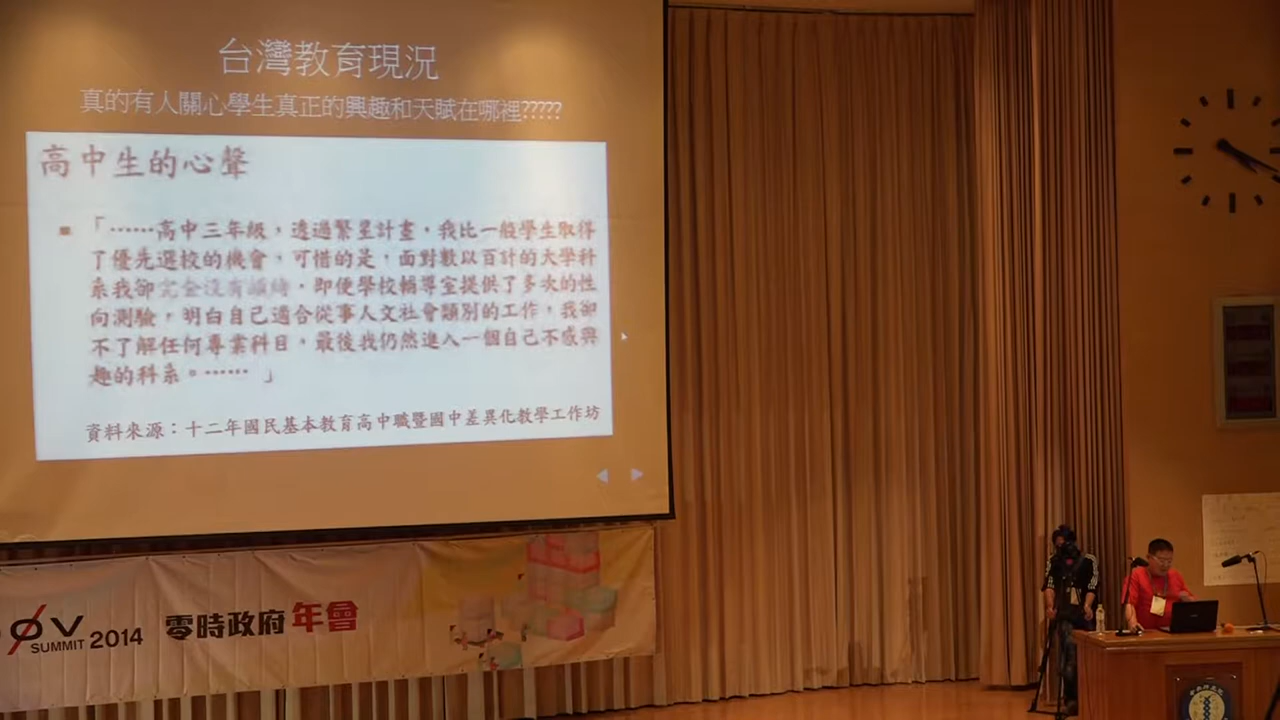 台灣教育現況
真的有人關心學生真正的興趣和天賦在哪裡?????
高中生的心聲
「⋯⋯高中三年級，透過繁星計畫，我比一般學生取得
了優先選校的機會，可惜的是，面對數以百計的大學科
系我卻完全沒有頭緒，即便學校輔導室提供了多次的性
向測驗，明白自己適合從事人文社會類別的工作，我卻
不了解任何專業科目，最後我仍然進入一個自己不感興
趣的科系。⋯⋯」
資料來源：十二年國民基本教育高中職暨國中差異化教學工作坊
g0v SUMMIT 2014 零時政府年會